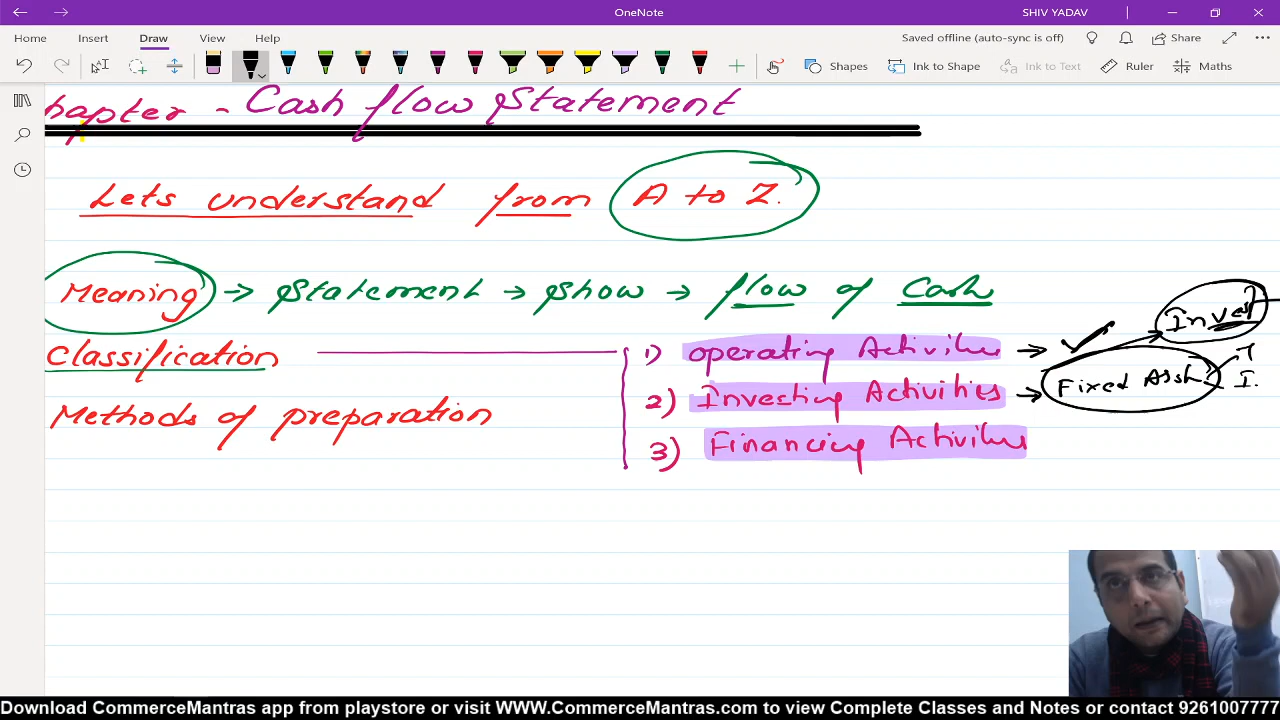 OneNote
SHIV YADAV
Home Insert Draw View Help
Saved offline (auto-sync is off) Share
Shapes Ink to Shape Ink to Text Ruler Maths
hapter - Cash flow Statement
Lets understand from A to Z.
Meaning → Statement → Show → flow of Cash
Invest
Classification 1) operating Activities →
2) Investing Activities → Fixed Assts T
I.
Methods of preparation
3) Financing Activities
Download CommerceMantras app from playstore or visit WWW.CommerceMantras.com to view Complete Classes and Notes or contact 9261007777